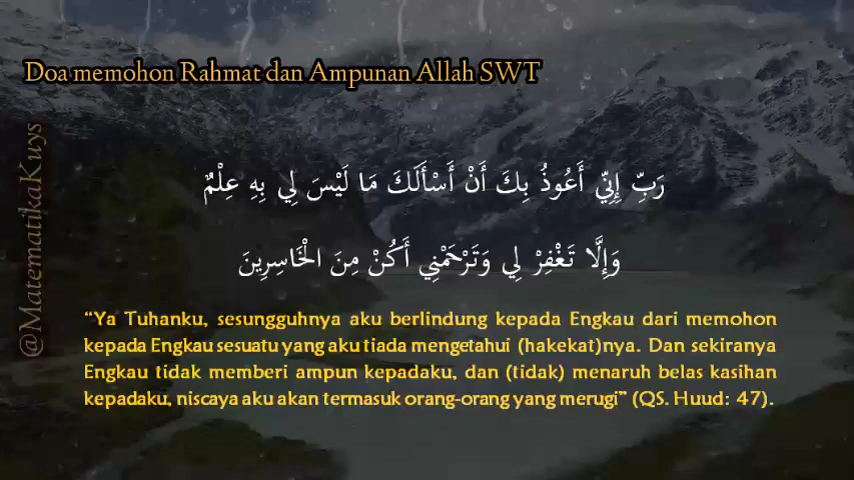 Doa memohon Rahmat dan Ampunan Allah SWT
@MatematikaKuys
رَبِّ إِنِّي أَعُوذُ بِكَ أَنْ أَسْأَلَكَ مَا لَيْسَ لِي بِهِ عِلْمٌ
وَإِلَّا تَغْفِرْ لِي وَتَرْحَمْنِي أَكُنْ مِنَ الْخَاسِرِينَ
“Ya Tuhanku, sesungguhnya aku berlindung kepada Engkau dari memohon
kepada Engkau sesuatu yang aku tiada mengetahui (hakekat)nya. Dan sekiranya
Engkau tidak memberi ampun kepadaku, dan (tidak) menaruh belas kasihan
kepadaku, niscaya aku akan termasuk orang-orang yang merugi” (QS. Huud: 47).